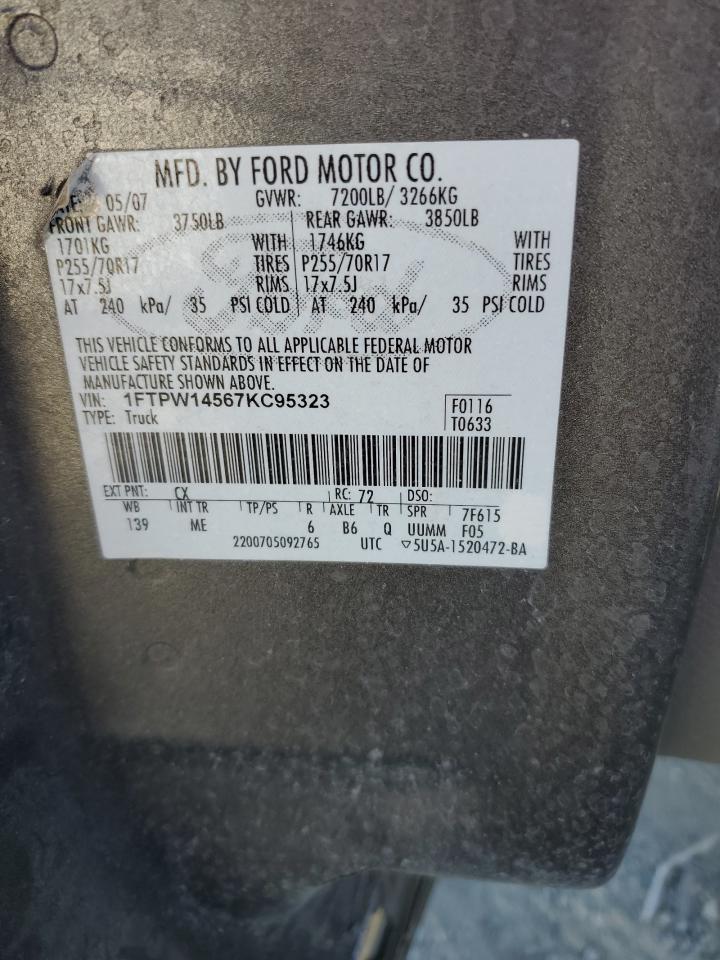 MFD. BY FORD MOTOR CO.
05/07 GVWR: 7200LB/ 3266KG
FRONT GAWR: 3750LB REAR GAWR: 3850LB
1701KG WITH 1746KG WITH
P255/70R17 TIRES P255/70R17 TIRES
17x7.5J RIMS 17x7.5J RIMS
AT 240 kPa/ 35 PSI COLD AT 240 kPa/ 35 PSI COLD
THIS VEHICLE CONFORMS TO ALL APPLICABLE FEDERAL MOTOR
VEHICLE SAFETY STANDARDS IN EFFECT ON THE DATE OF
MANUFACTURE SHOWN ABOVE.
VIN: 1FTPW14567KC95323 F0116
TYPE: Truck T0633
EXT PNT: CX RC: 72 DSO:
WB INT TR TP/PS R AXLE TR SPR 7F615
139 ME 6 B6 Q UUMM F05
2200705092765 UTC ▽5U5A-1520472-BA